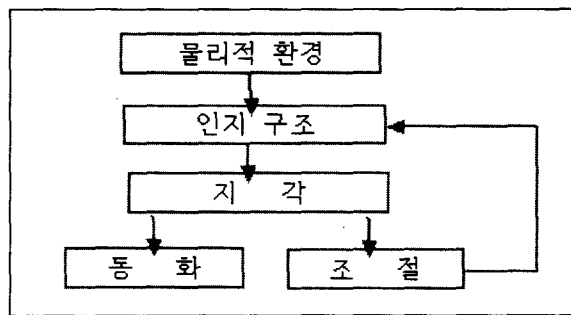 물리적 환경
인지 구조
지 각
동 화
조 절